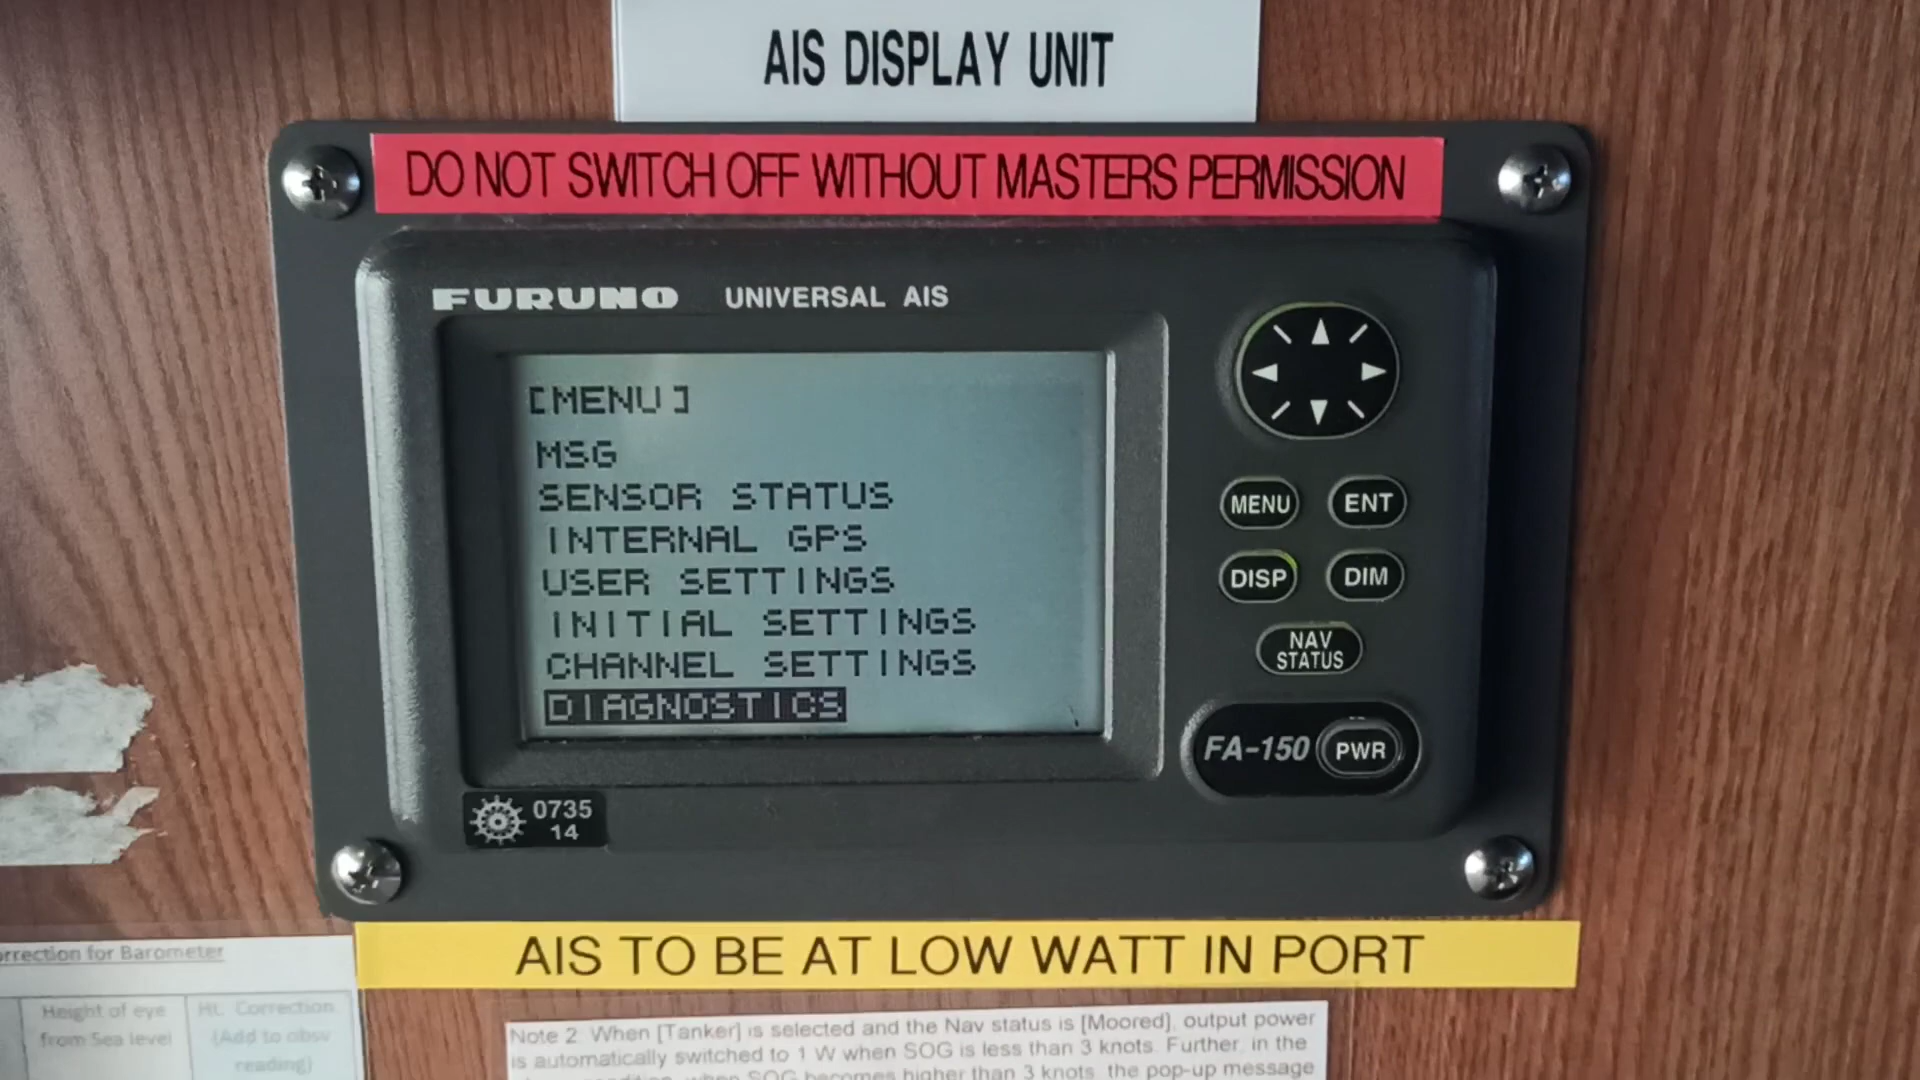 AIS DISPLAY UNIT
DO NOT SWITCH OFF WITHOUT MASTERS PERMISSION
FURUNO UNIVERSAL AIS
[MENU]
MSG
SENSOR STATUS
INTERNAL GPS
USER SETTINGS
INITIAL SETTINGS
CHANNEL SETTINGS
DIAGNOSTICS
MENU ENT
DISP DIM
NAV
STATUS
FA-150 PWR
0735
14
AIS TO BE AT LOW WATT IN PORT
for Barometer
Height of eye
from Sea level
Ht. Correction
(Add to obsv
reading)
Note 2: When [Tanker] is selected and the Nav status is [Moored], output power
is automatically switched to 1 W when SOG is less than 3 knots. Further, in the
when SOG becomes higher than 3 knots, the pop-up message